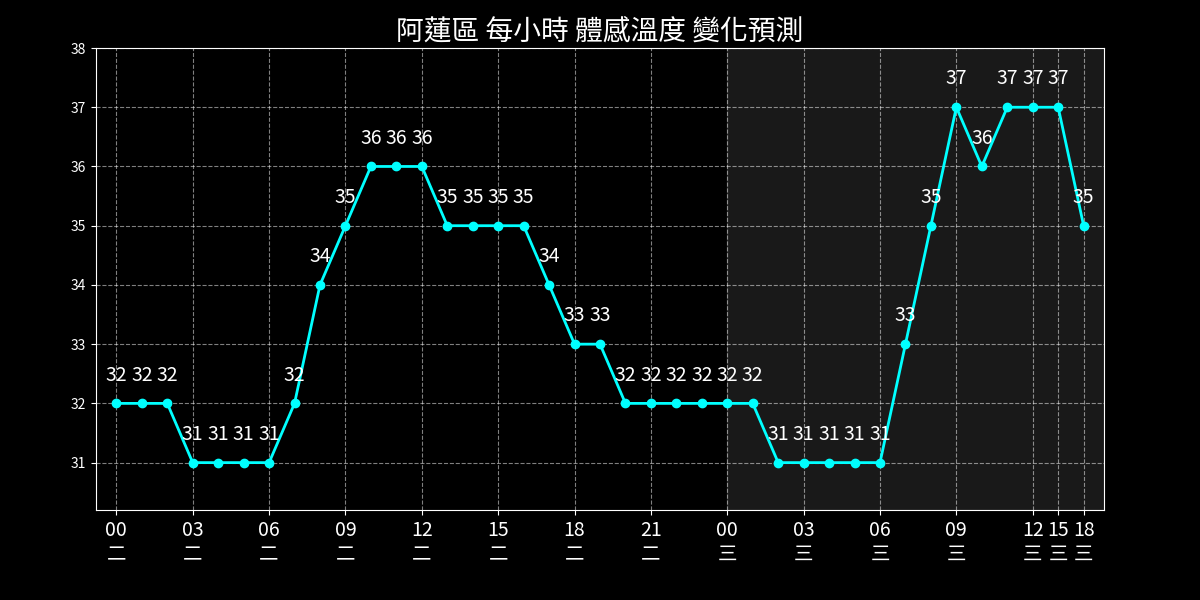 阿蓮區 每小時 體感溫度 變化預測
38
37
36
35
34
33
32
31
37 37 37 37
36 36 36 36
35 35 35 35 35 35 35
34 34
33 33 33
32 32 32 32 32 32 32 32 32 32
31 31 31 31 31 31 31 31 31
00 03 06 09 12 15 18 21 00 03 06 09 12 15 18
二 二 二 二 二 二 二 二 三 三 三 三 三 三 三